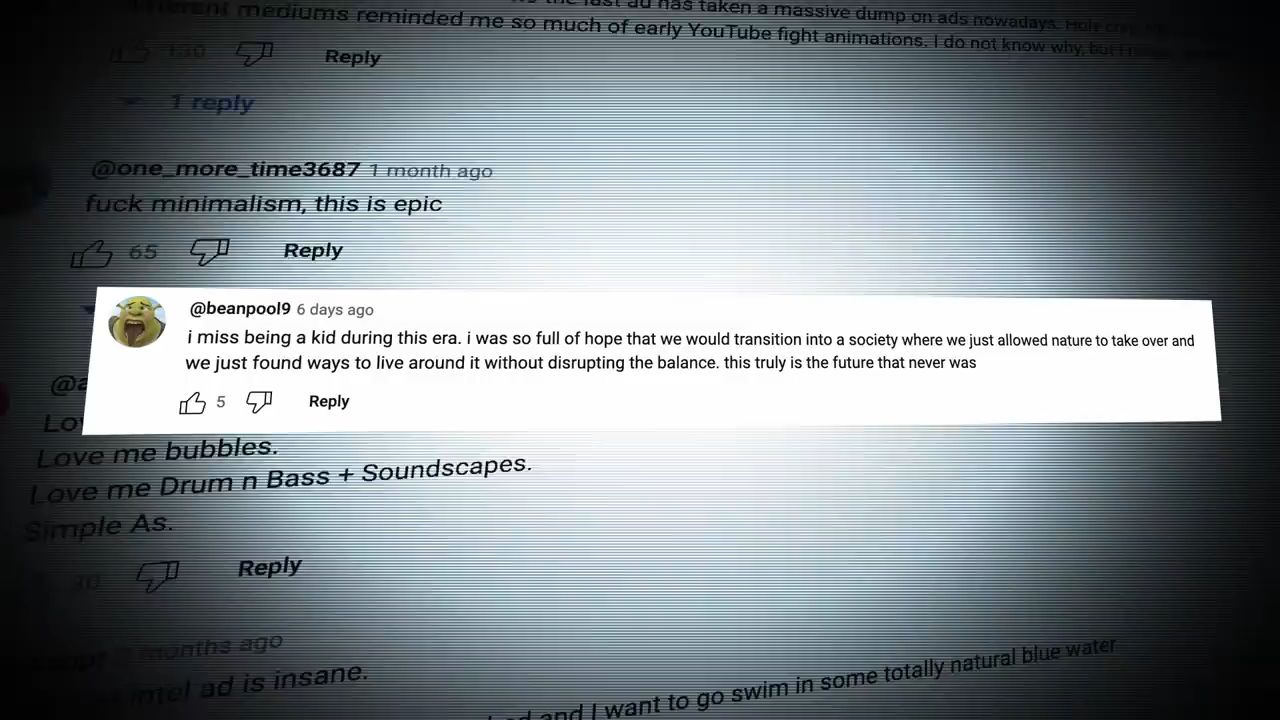 the last ad has taken a massive dump on ads nowadays.
mediums reminded me so much of early YouTube fight animations. I do not know why, but I
130 Reply
1 reply
@one_more_time3687 1 month ago
fuck minimalism, this is epic
65 Reply
@beanpool9 6 days ago
i miss being a kid during this era. i was so full of hope that we would transition into a society where we just allowed nature to take over and
we just found ways to live around it without disrupting the balance. this truly is the future that never was
5 Reply
Love me bubbles.
Love me Drum n Bass + Soundscapes.
Simple As.
Reply
months ago
intel ad is insane.
and I want to go swim in some totally natural blue water